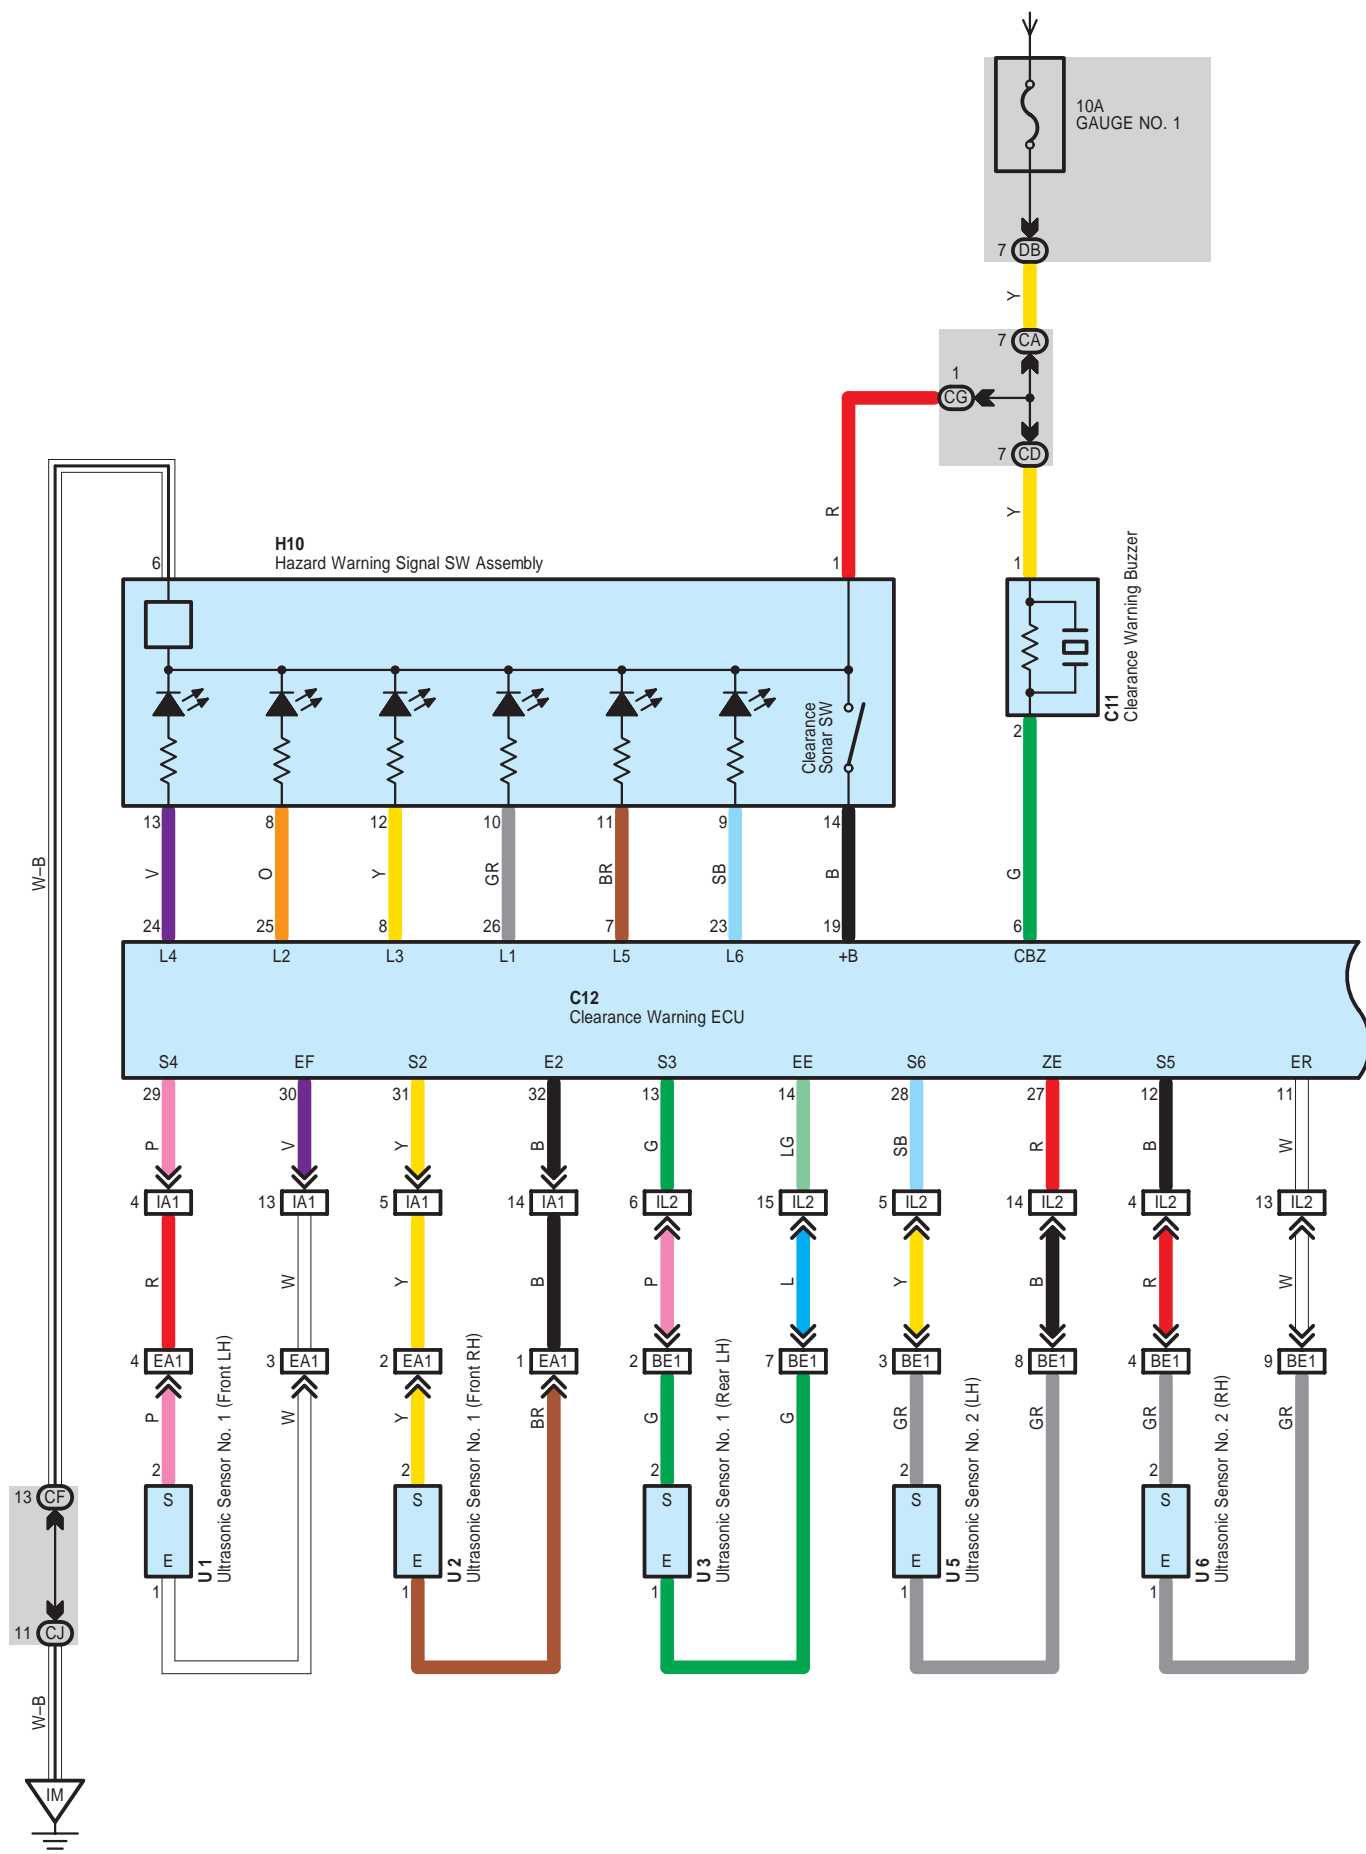 10A
GAUGE NO. 1
7 DB
Y
7 CA
1
CG
7 CD
R
Y
H10
Hazard Warning Signal SW Assembly
6
1
1
Clearance
Sonar SW
C11
Clearance Warning Buzzer
2
13 8 12 10 11 9 14
W–B
V O Y GR BR SB B G
24 25 8 26 7 23 19 6
L4 L2 L3 L1 L5 L6 +B CBZ
C12
Clearance Warning ECU
S4 EF S2 E2 S3 EE S6 ZE S5 ER
29 30 31 32 13 14 28 27 12 11
P V Y B G LG SB R B W
4 IA1 13 IA1 5 IA1 14 IA1 6 IL2 15 IL2 5 IL2 14 IL2 4 IL2 13 IL2
R W Y B P L Y B R W
4 EA1 3 EA1 2 EA1 1 EA1 2 BE1 7 BE1 3 BE1 8 BE1 4 BE1 9 BE1
P W Y BR G G GR GR GR GR
2 2 2 2 2
S S S S S
E E E E E
1 1 1 1 1
U 1
Ultrasonic Sensor No. 1 (Front LH)
U 2
Ultrasonic Sensor No. 1 (Front RH)
U 3
Ultrasonic Sensor No. 1 (Rear LH)
U 5
Ultrasonic Sensor No. 2 (LH)
U 6
Ultrasonic Sensor No. 2 (RH)
13 CF
11 CJ
W–B
IM